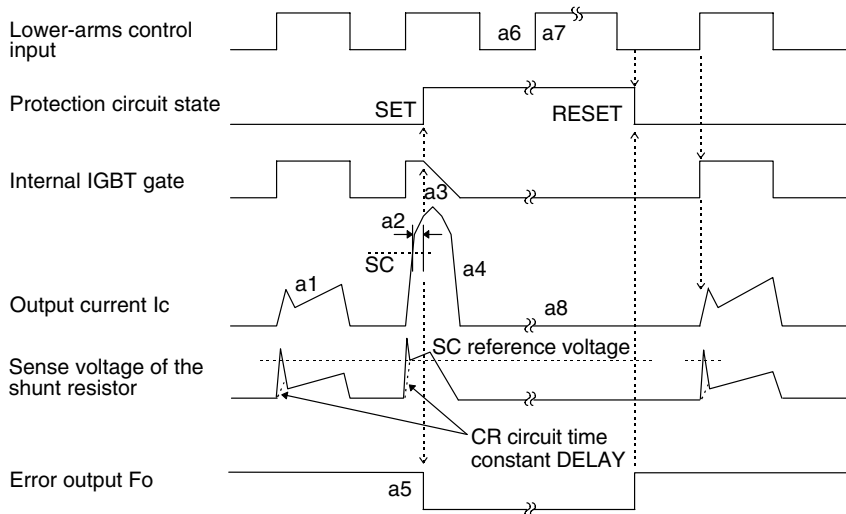 Lower-arms control
input
a6
a7
Protection circuit state
SET
RESET
Internal IGBT gate
a3
a2
SC
a4
Output current Ic
a1
a8
SC reference voltage
Sense voltage of the
shunt resistor
CR circuit time
constant DELAY
Error output Fo
a5